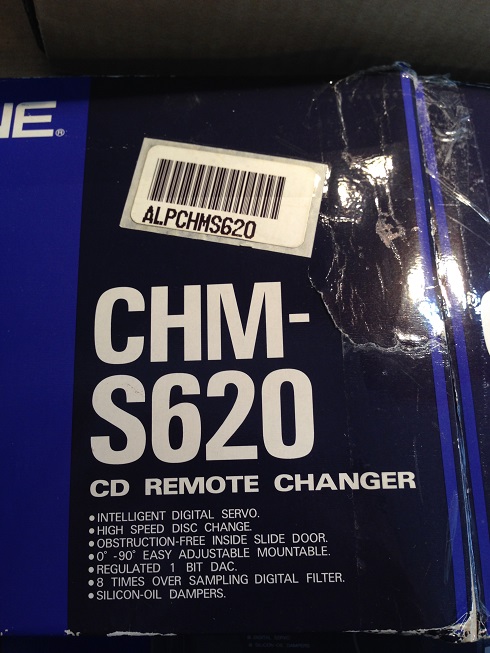 NE®
ALPCHMS620
CHM-
S620
CD REMOTE CHANGER
• INTELLIGENT DIGITAL SERVO.
• HIGH SPEED DISC CHANGE.
• OBSTRUCTION-FREE INSIDE SLIDE DOOR.
• 0° -90° EASY ADJUSTABLE MOUNTABLE.
• REGULATED 1 BIT DAC.
• 8 TIMES OVER SAMPLING DIGITAL FILTER.
• SILICON-OIL DAMPERS.